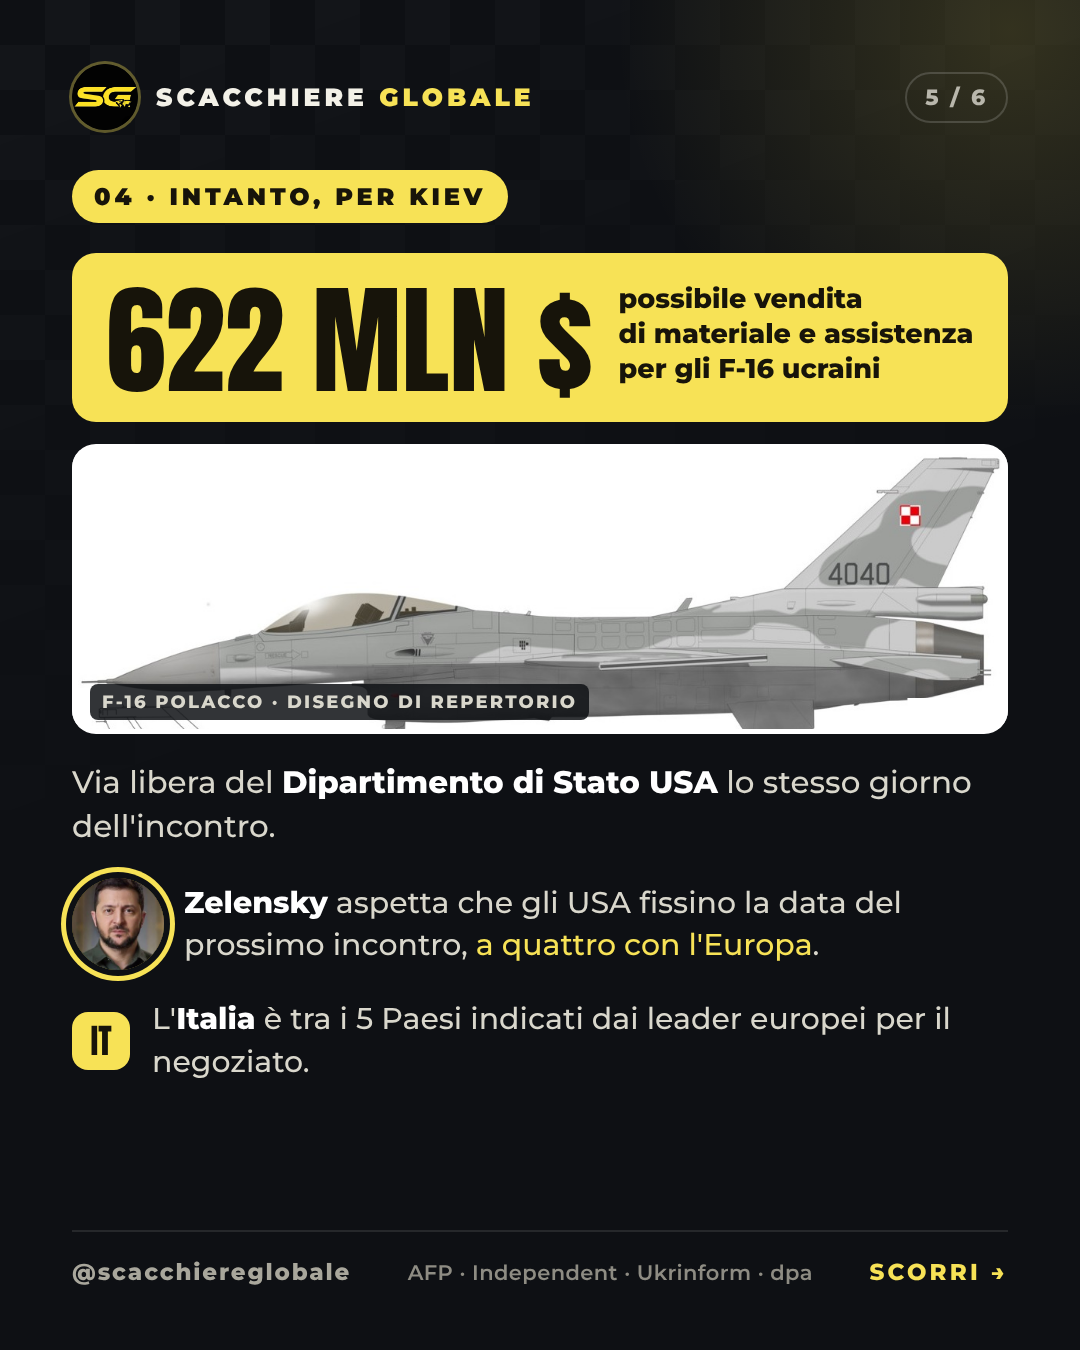 SG
SCACCHIERE GLOBALE
5 / 6
04 · INTANTO, PER KIEV
622 MLN $
possibile vendita
di materiale e assistenza
per gli F-16 ucraini
4040
F-16 POLACCO · DISEGNO DI REPERTORIO
Via libera del Dipartimento di Stato USA lo stesso giorno
dell'incontro.
Zelensky aspetta che gli USA fissino la data del
prossimo incontro, a quattro con l'Europa.
IT
L'Italia è tra i 5 Paesi indicati dai leader europei per il
negoziato.
@scacchiereglobale
AFP · Independent · Ukrinform · dpa
SCORRI →